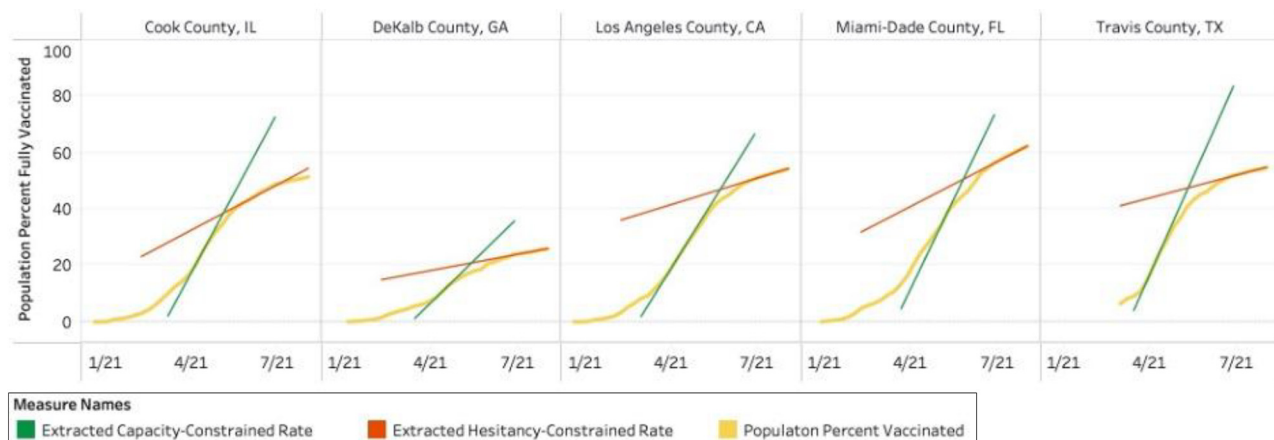 Cook County, IL DeKalb County, GA Los Angeles County, CA Miami-Dade County, FL Travis County, TX
Population Percent Fully Vaccinated
100
80
60
40
20
0
1/21 4/21 7/21 1/21 4/21 7/21 1/21 4/21 7/21 1/21 4/21 7/21 1/21 4/21 7/21
Measure Names
Extracted Capacity-Constrained Rate Extracted Hesitancy-Constrained Rate Populaton Percent Vaccinated